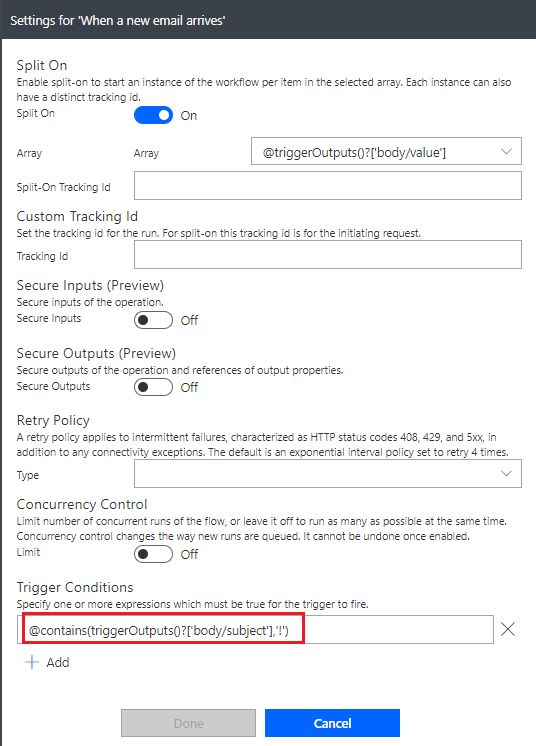 Settings for 'When a new email arrives'
Split On
Enable split-on to start an instance of the workflow per item in the selected array. Each instance can also
have a distinct tracking id.
Split On On
Array Array @triggerOutputs()?['body/value']
Split-On Tracking Id
Custom Tracking Id
Set the tracking id for the run. For split-on this tracking id is for the initiating request.
Tracking Id
Secure Inputs (Preview)
Secure inputs of the operation.
Secure Inputs Off
Secure Outputs (Preview)
Secure outputs of the operation and references of output properties.
Secure Outputs Off
Retry Policy
A retry policy applies to intermittent failures, characterized as HTTP status codes 408, 429, and 5xx, in
addition to any connectivity exceptions. The default is an exponential interval policy set to retry 4 times.
Type
Concurrency Control
Limit number of concurrent runs of the flow, or leave it off to run as many as possible at the same time.
Concurrency control changes the way new runs are queued. It cannot be undone once enabled.
Limit Off
Trigger Conditions
Specify one or more expressions which must be true for the trigger to fire.
@contains(triggerOutputs()?['body/subject'],'!')
Add
Done Cancel